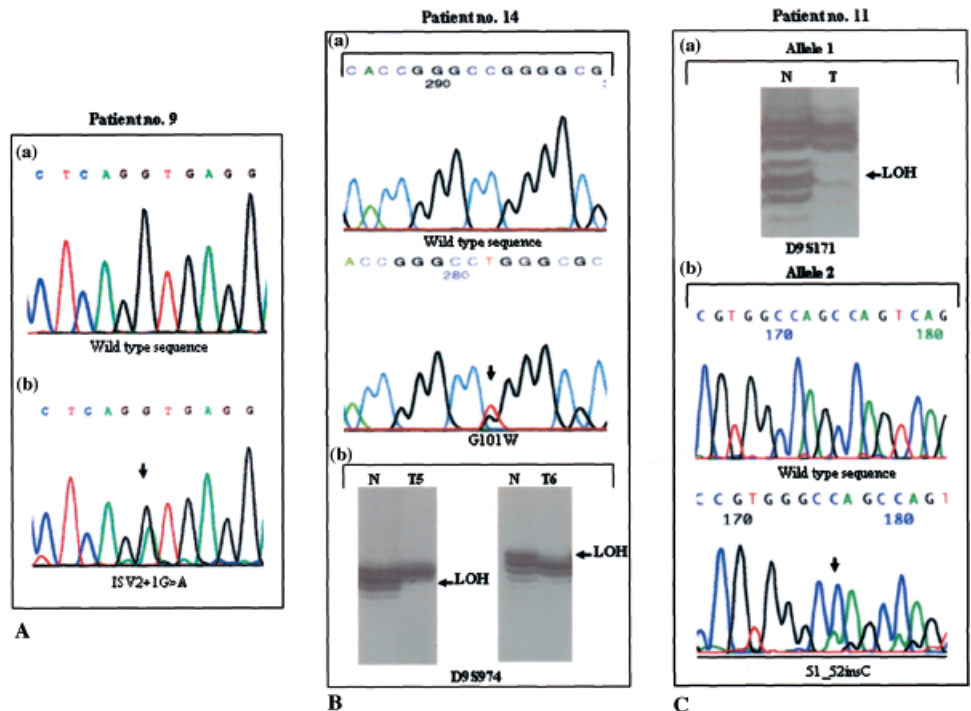 Patient no. 9
(a)
C T C A G G T G A G G
Wild type sequence
(b)
C T C A G G T G A G G
ISV2+1G>A
A
Patient no. 14
(a)
C A C C G G G C C G G G G C G
290
Wild type sequence
A C C G G G C C T G G G C G C
280
G101W
(b)
N T5
LOH
N T6
LOH
D9S974
B
Patient no. 11
(a)
Allele 1
N T
LOH
D9S171
(b)
Allele 2
C G T G G C C A G C C A G T C A G
170 180
Wild type sequence
C C G T G G G C C A G C C A G T
170 180
51_52insC
C